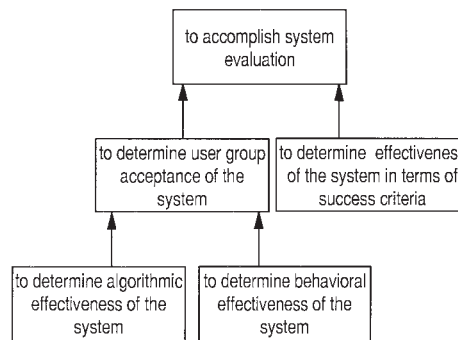 to accomplish system
evaluation
to determine user group
acceptance of the
system
to determine effectivenes
of the system in terms of
success criteria
to determine algorithmic
effectiveness of the
system
to determine behavioral
effectiveness of the
system